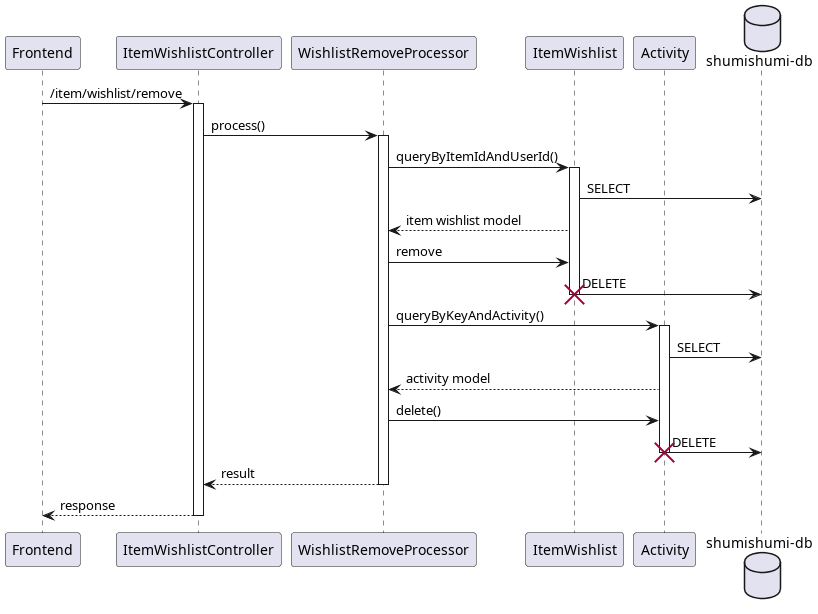 shumishumi-db
Frontend
ItemWishlistController
WishlistRemoveProcessor
ItemWishlist
Activity
/item/wishlist/remove
process()
queryByItemIdAndUserId()
SELECT
item wishlist model
remove
DELETE
queryByKeyAndActivity()
SELECT
activity model
delete()
DELETE
result
response
Frontend
ItemWishlistController
WishlistRemoveProcessor
ItemWishlist
Activity
shumishumi-db